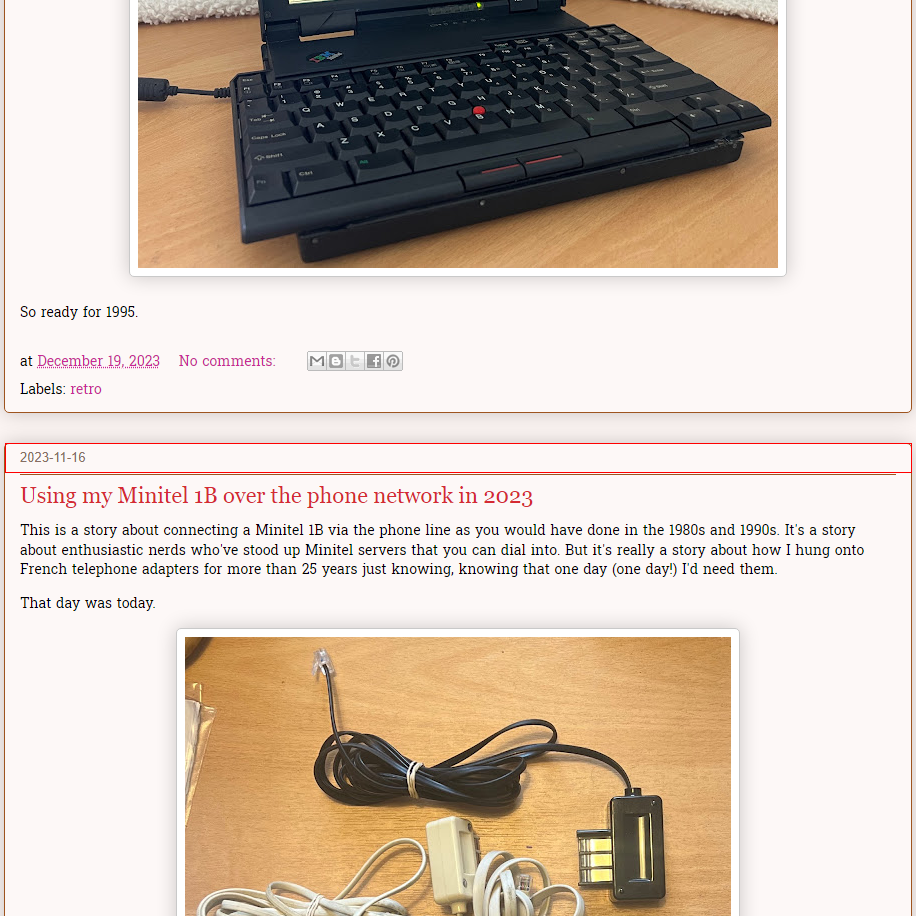 So ready for 1995.
at December 19, 2023 No comments:
Labels: retro
2023-11-16
Using my Minitel 1B over the phone network in 2023
This is a story about connecting a Minitel 1B via the phone line as you would have done in the 1980s and 1990s. It's a story
about enthusiastic nerds who've stood up Minitel servers that you can dial into. But it's really a story about how I hung onto
French telephone adapters for more than 25 years just knowing, knowing that one day (one day!) I'd need them.
That day was today.